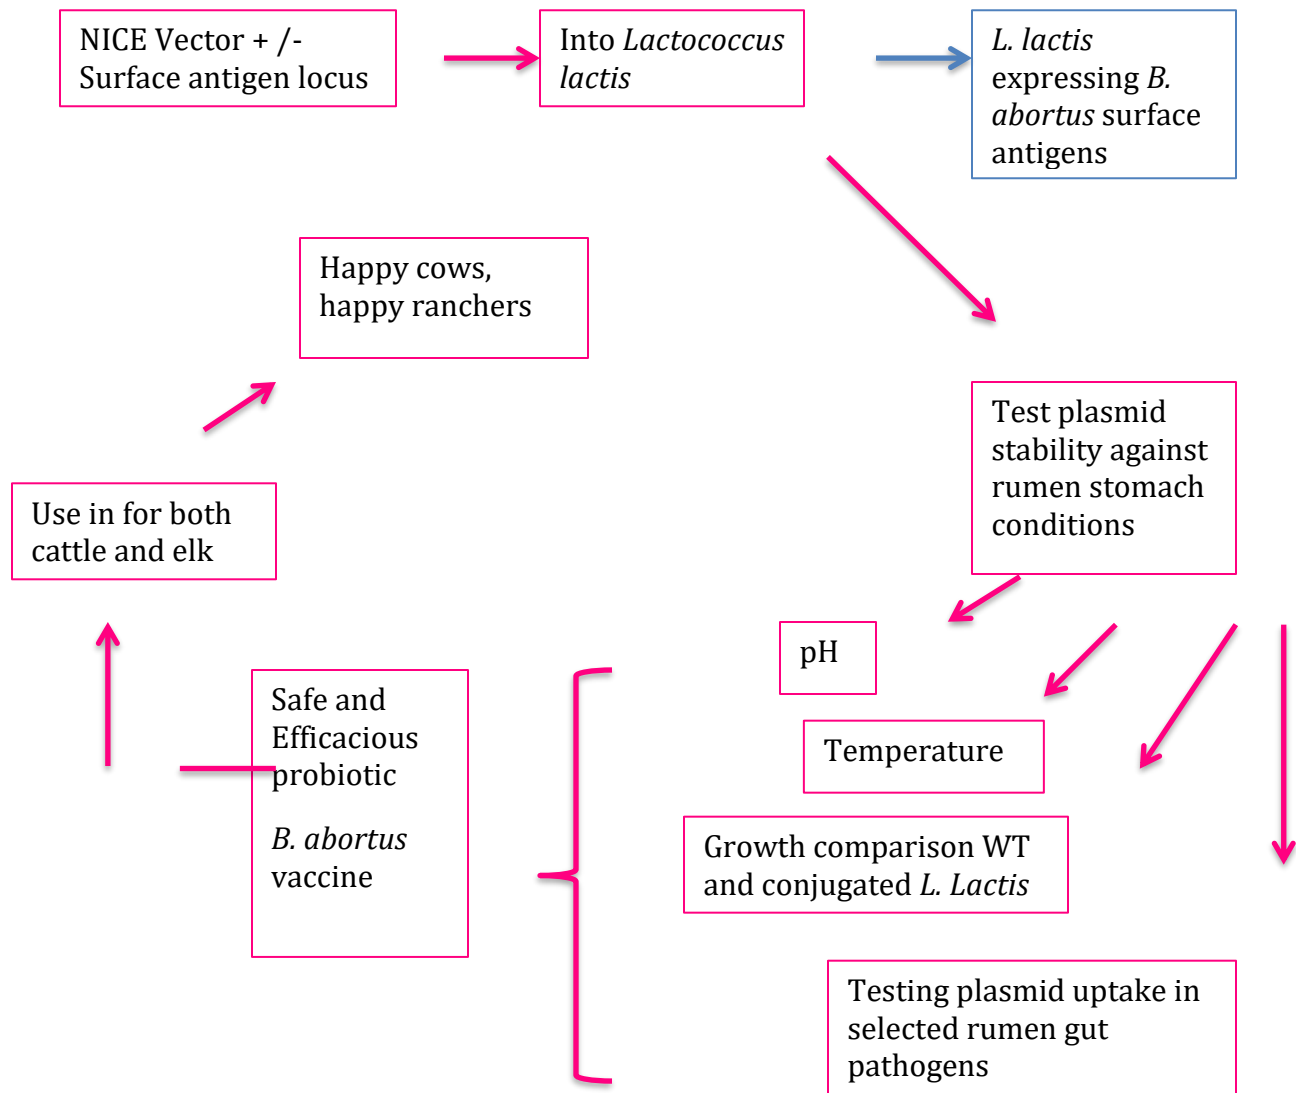 NICE Vector + /-
Surface antigen locus
Into Lactococcus
lactis
L. lactis
expressing B.
abortus surface
antigens
Happy cows,
happy ranchers
Test plasmid
stability against
rumen stomach
conditions
Use in for both
cattle and elk
pH
Safe and
Efficacious
probiotic
B. abortus
vaccine
Temperature
Growth comparison WT
and conjugated L. Lactis
Testing plasmid uptake in
selected rumen gut
pathogens